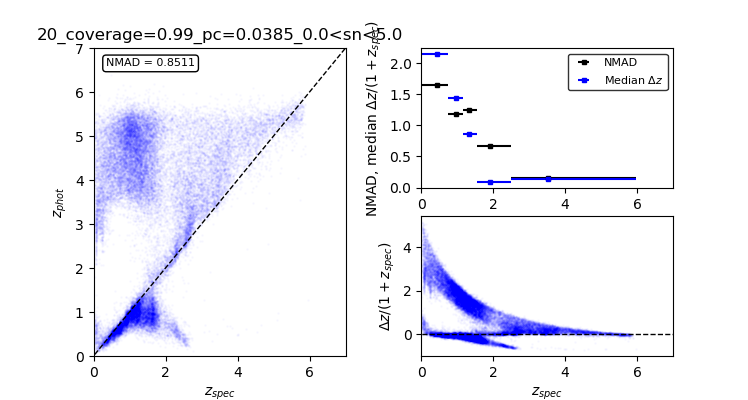 20_coverage=0.99_pc=0.0385_0.0<sn<5.0
NMAD = 0.8511
7
6
5
4
3
2
1
0
z_phot
0 2 4 6
z_spec
NMAD, median Δz/(1 + z_spec)
2.0
1.5
1.0
0.5
0.0
NMAD
Median Δz
0 2 4 6
Δz/(1 + z_spec)
4
2
0
0 2 4 6
z_spec